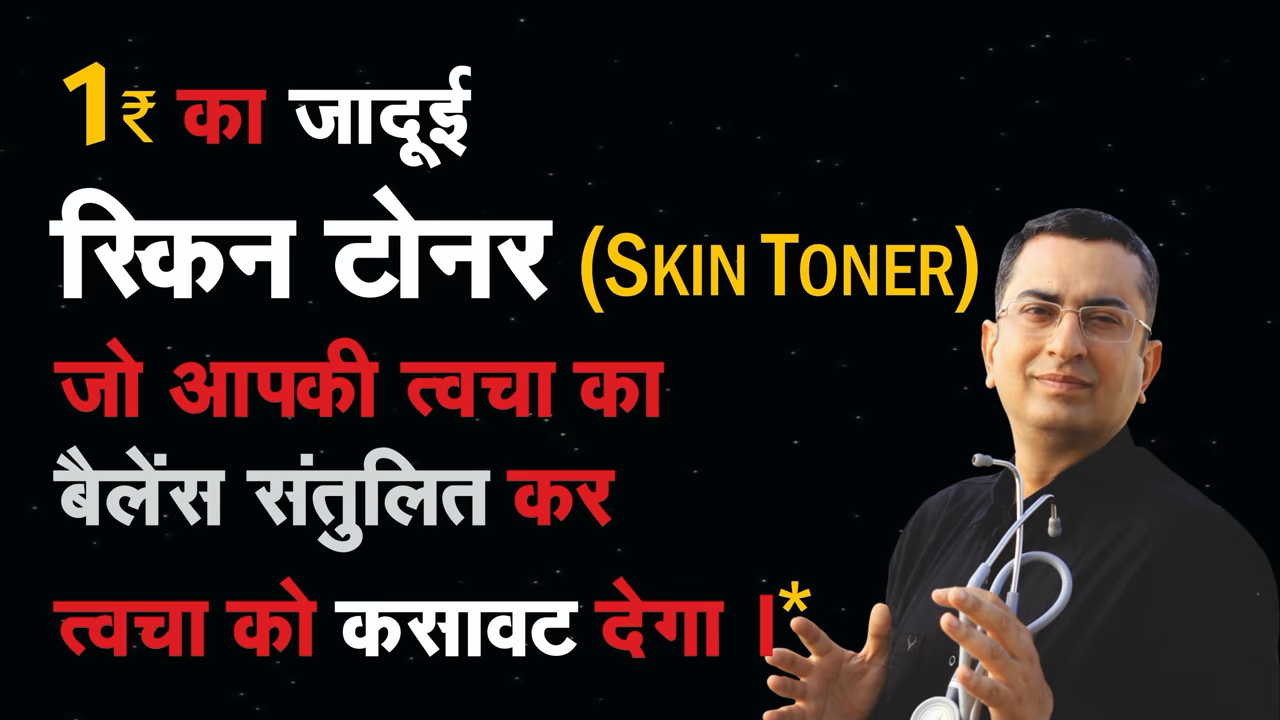 1₹ का जादूई
स्किन टोनर (SKIN TONER)
जो आपकी त्वचा का
बैलेंस संतुलित कर
त्वचा को कसावट देगा ।*